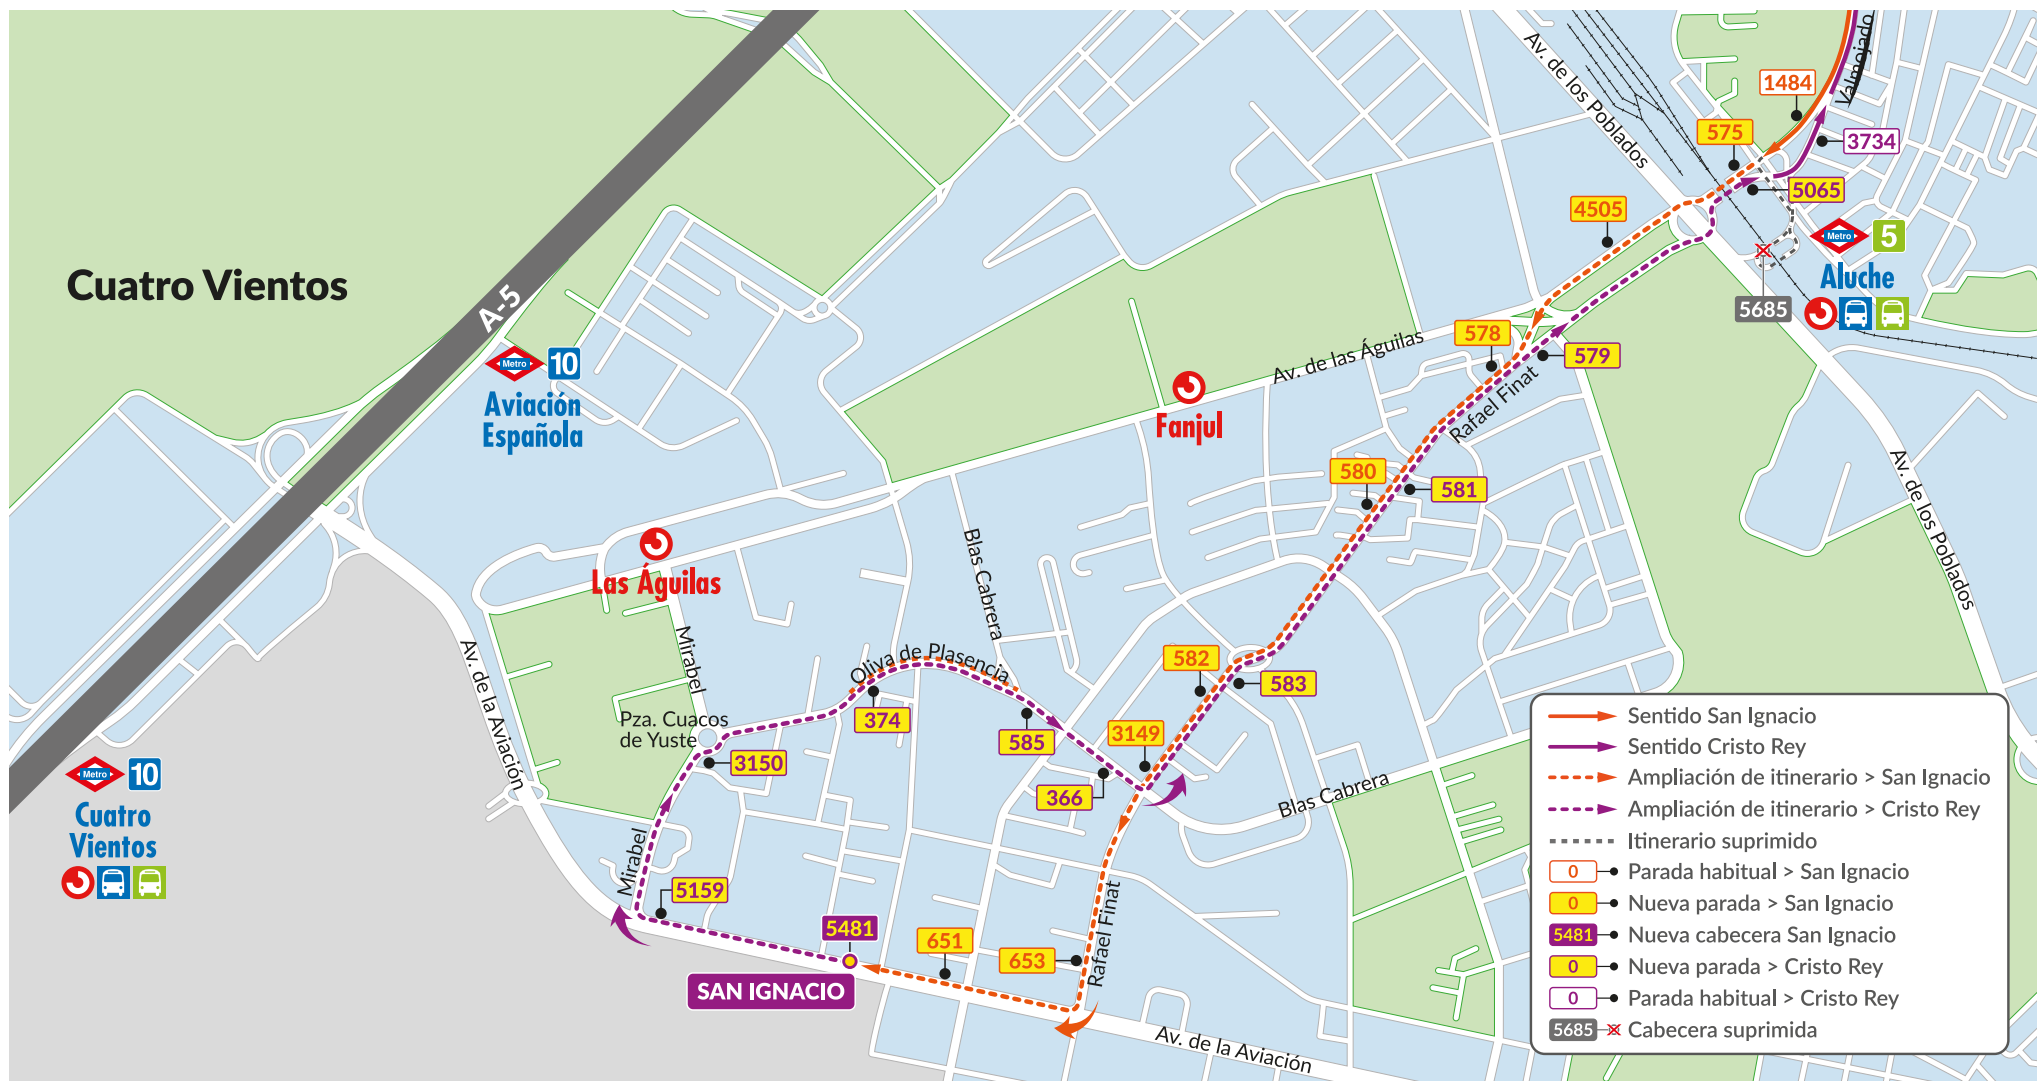 Cuatro Vientos
A-5
Av. de los Poblados
Valmojado
1484
575
3734
5065
4505
Metro
5
Aluche
5685
578
579
Av. de las Águilas
Rafael Finat
Metro
10
Aviación
Española
Fanjul
580
581
Av. de los Poblados
Las Águilas
Blas Cabrera
Mirabel
Oliva de Plasencia
Av. de la Aviación
Pza. Cuacos
de Yuste
582
583
374
585
3149
3150
366
Blas Cabrera
Metro
10
Cuatro
Vientos
Mirabel
5159
5481
651
653
Rafael Finat
SAN IGNACIO
Av. de la Aviación
Sentido San Ignacio
Sentido Cristo Rey
Ampliación de itinerario > San Ignacio
Ampliación de itinerario > Cristo Rey
Itinerario suprimido
0 Parada habitual > San Ignacio
0 Nueva parada > San Ignacio
5481 Nueva cabecera San Ignacio
0 Nueva parada > Cristo Rey
0 Parada habitual > Cristo Rey
5685 Cabecera suprimida